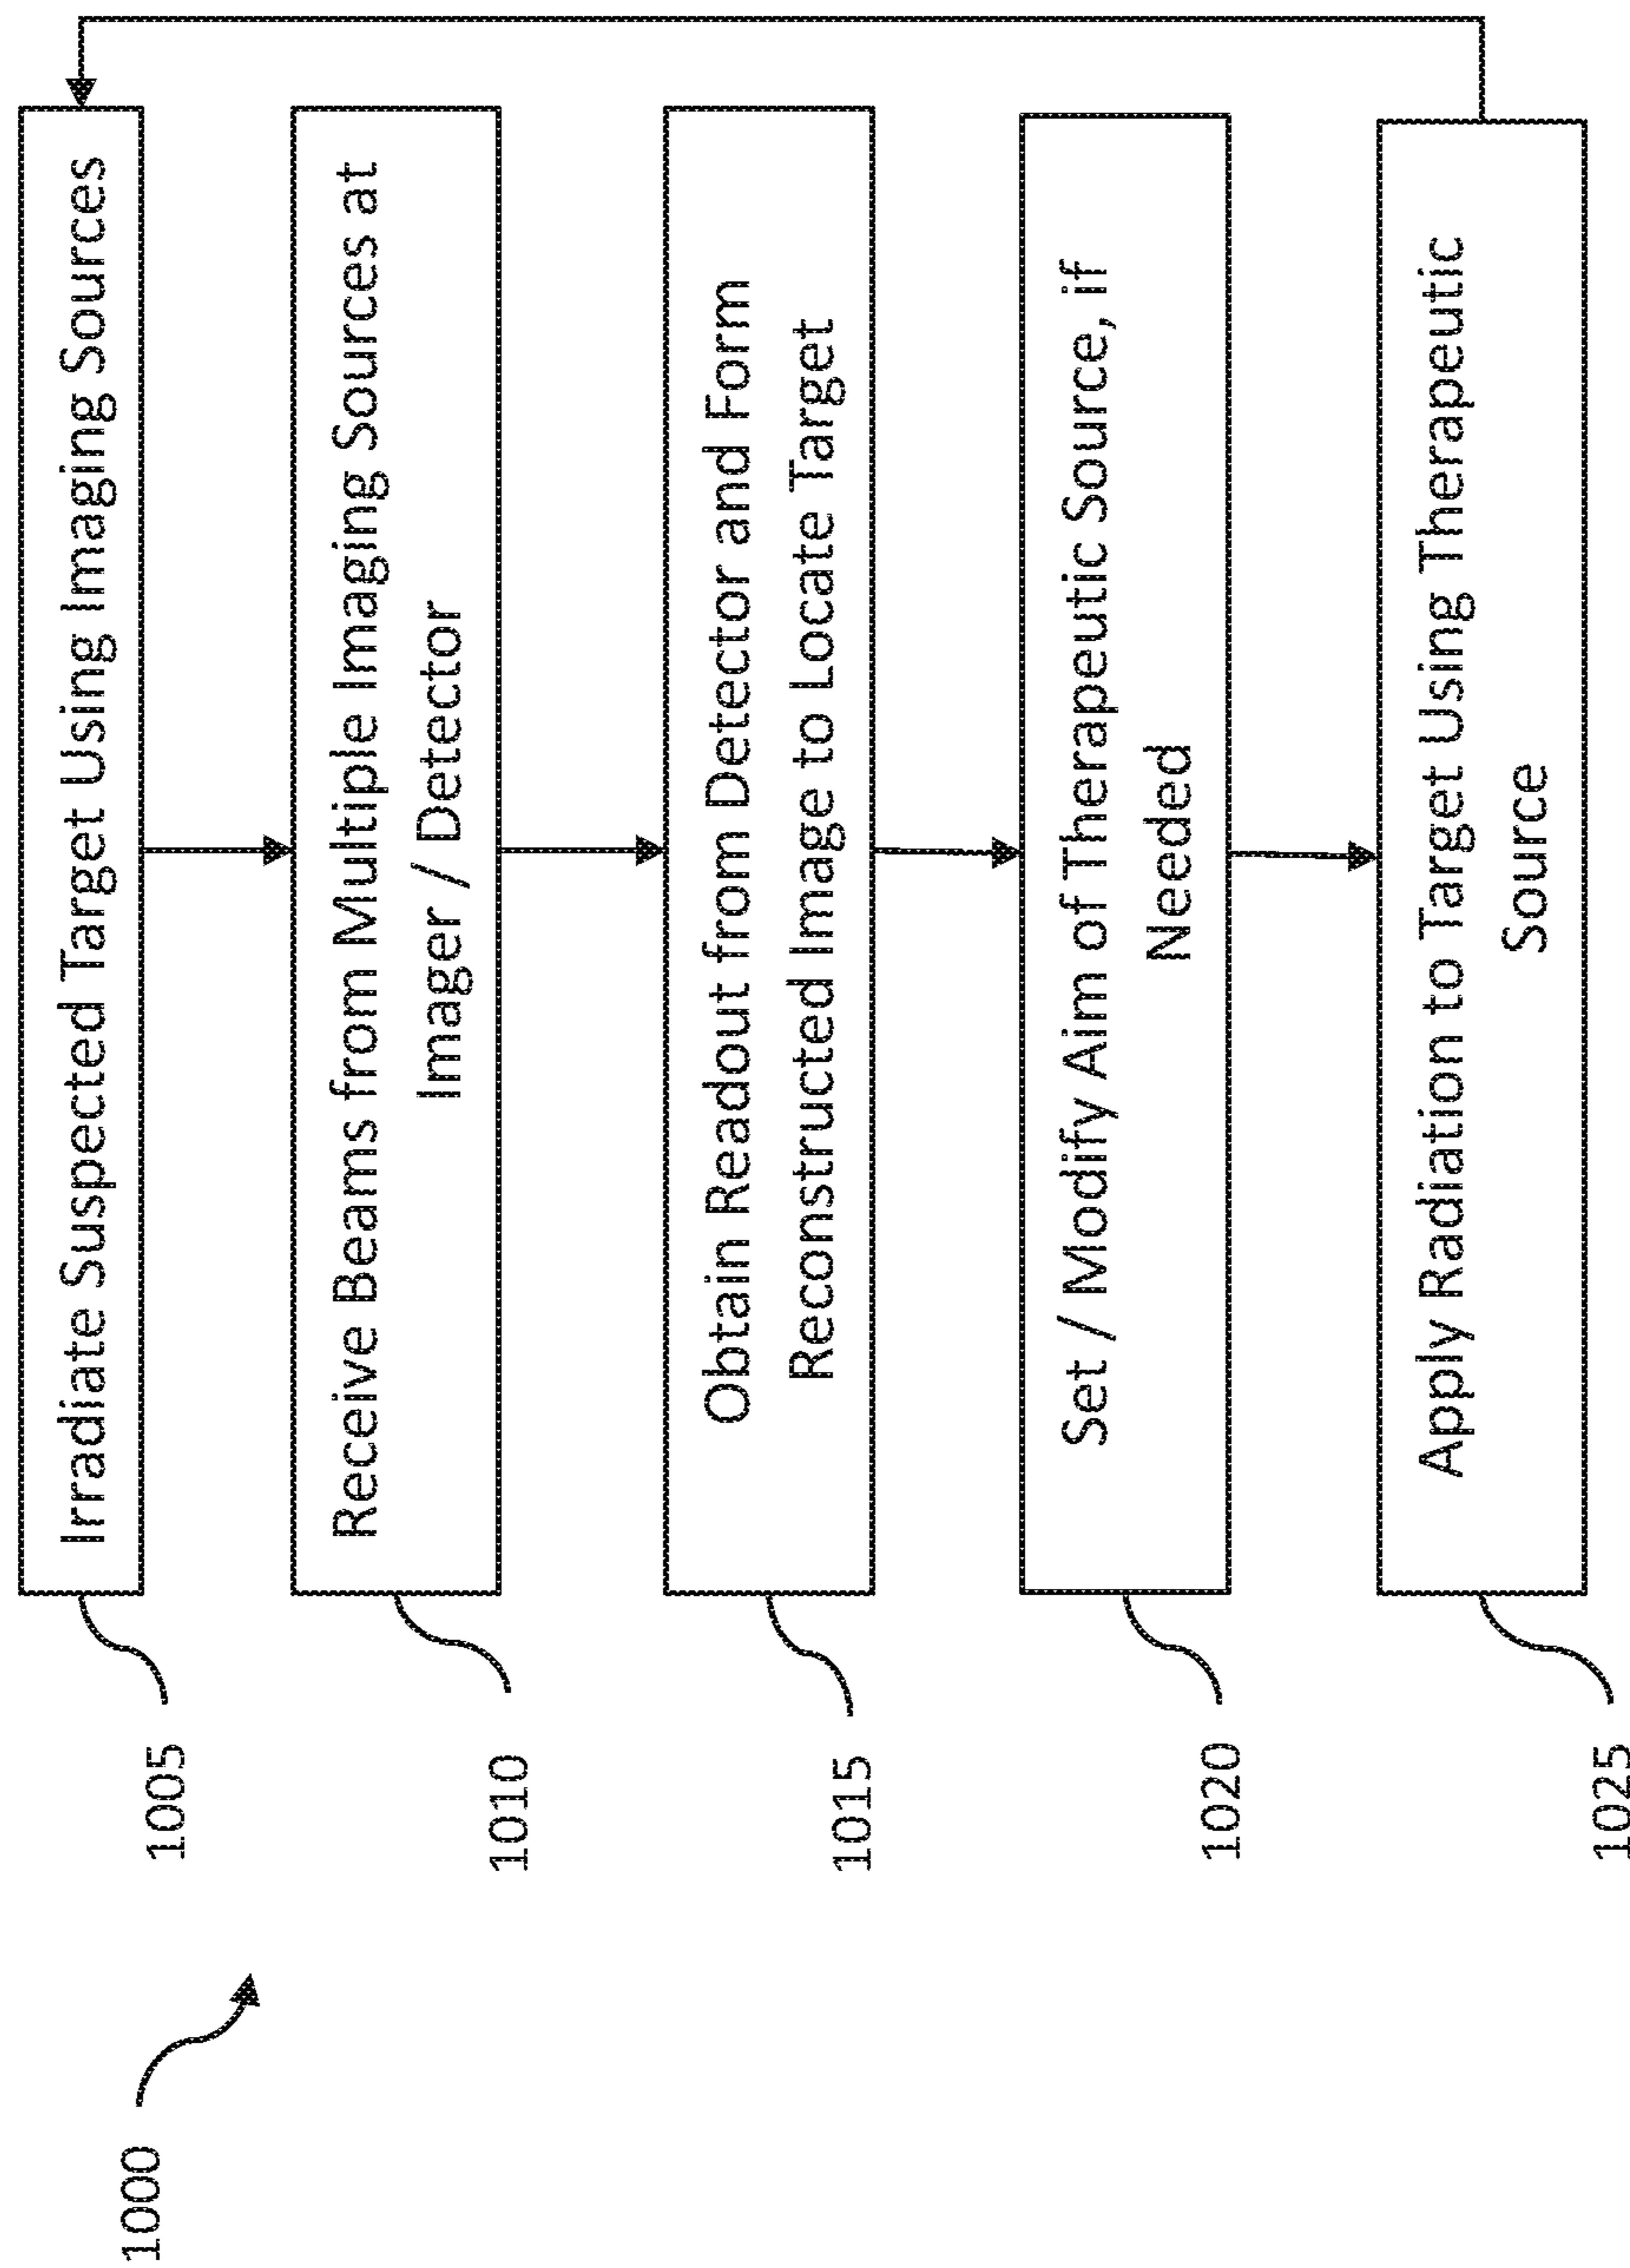 1000
1005
Irradiate Suspected Target Using Imaging Sources
1010
Receive Beams from Multiple Imaging Sources at
Imager / Detector
1015
Obtain Readout from Detector and Form
Reconstructed Image to Locate Target
1020
Set / Modify Aim of Therapeutic Source, if
Needed
1025
Apply Radiation to Target Using Therapeutic
Source